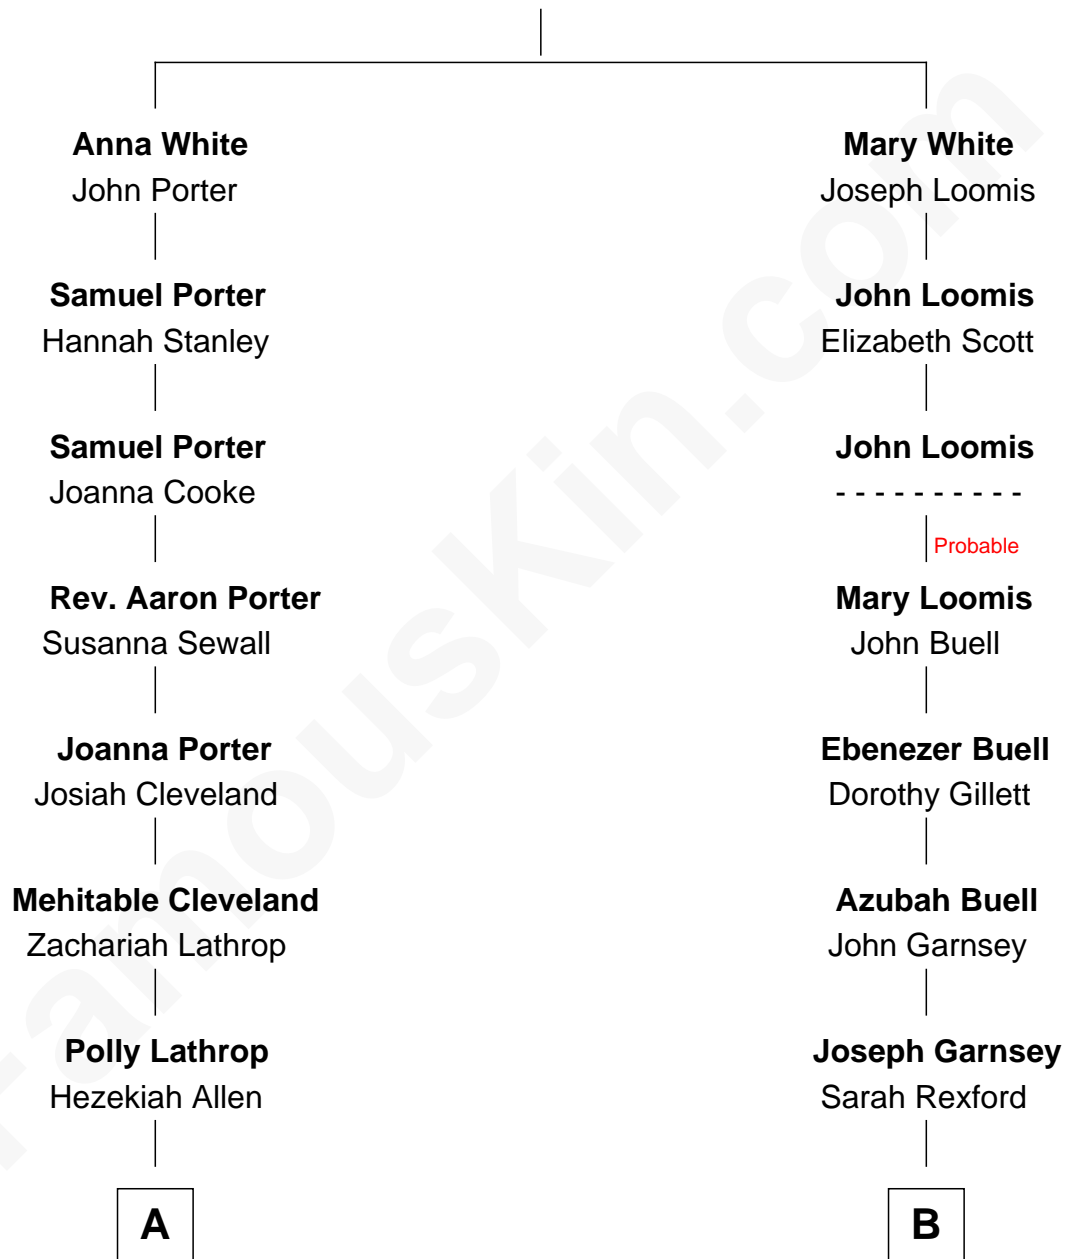 Anna White
John Porter
Samuel Porter
Hannah Stanley
Samuel Porter
Joanna Cooke
Rev. Aaron Porter
Susanna Sewall
Joanna Porter
Josiah Cleveland
Mehitable Cleveland
Zachariah Lathrop
Polly Lathrop
Hezekiah Allen
A
Mary White
Joseph Loomis
John Loomis
Elizabeth Scott
John Loomis
- - - - - - - - - -
Probable
Mary Loomis
John Buell
Ebenezer Buell
Dorothy Gillett
Azubah Buell
John Garnsey
Joseph Garnsey
Sarah Rexford
B
FamousKin.com